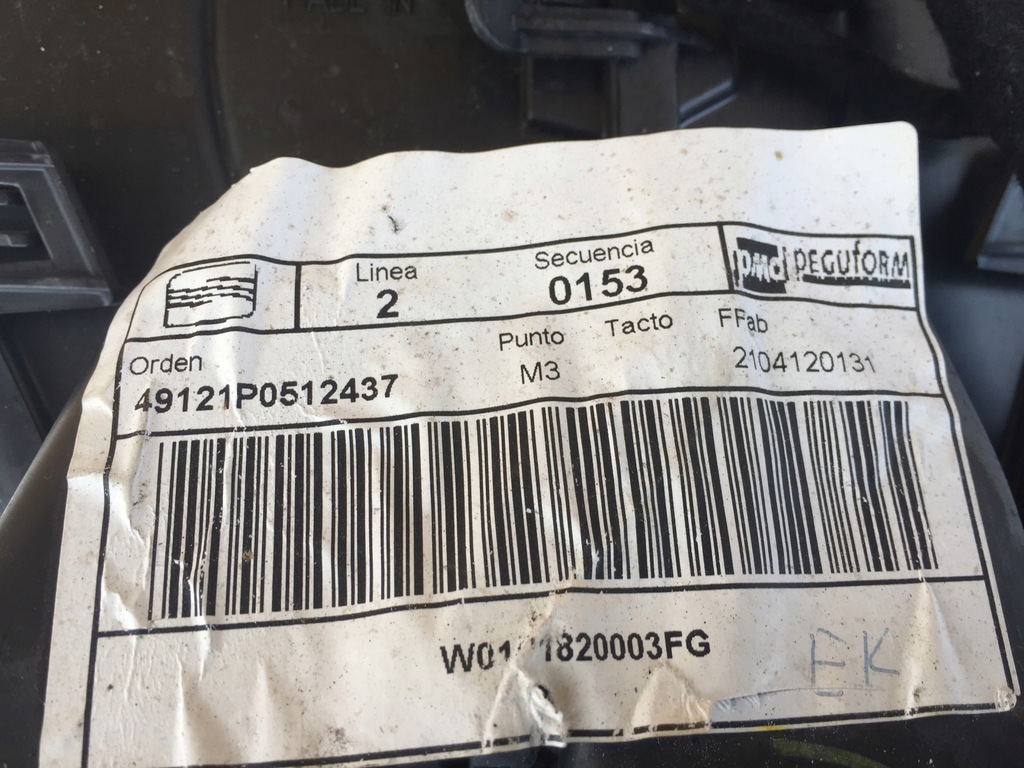 Linea Secuencia
2 0153 pmd PEGUFORM
Orden Punto Tacto FFab
49121P0512437 M3 2104120131
EK